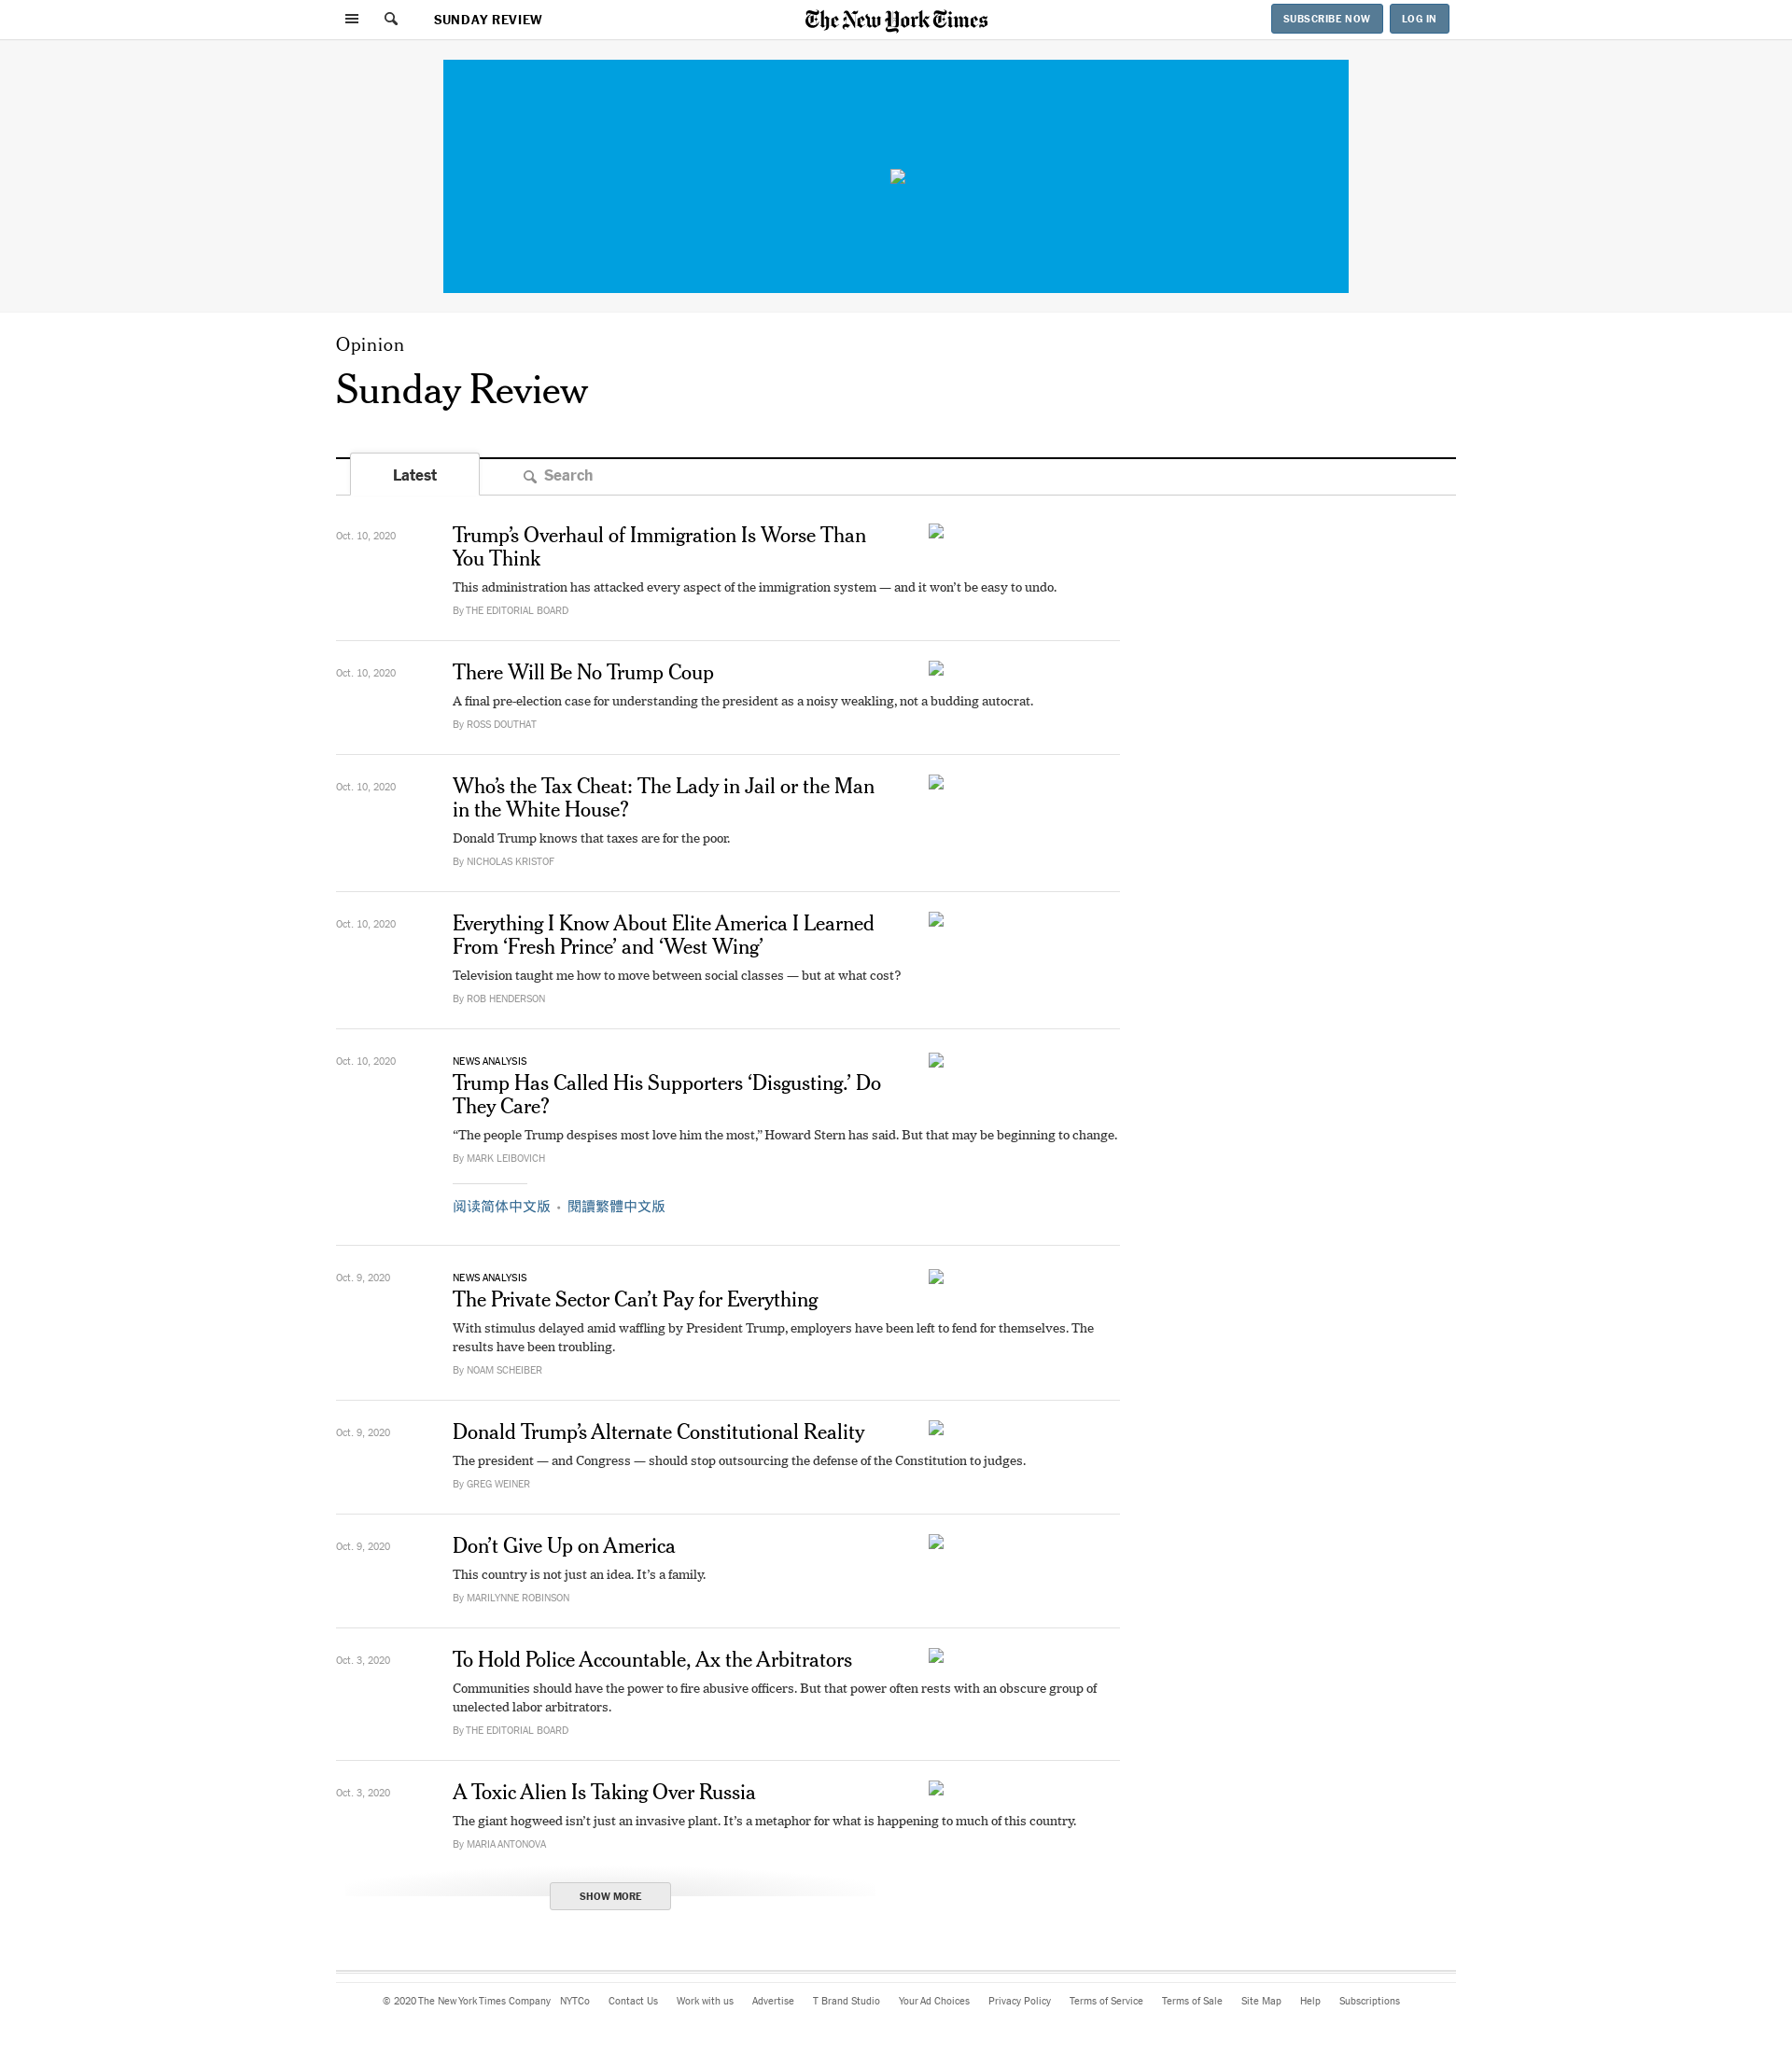 SUNDAY REVIEW
The New York Times
SUBSCRIBE NOW
LOG IN
Opinion
Sunday Review
Latest
Search
Oct. 10, 2020
Trump’s Overhaul of Immigration Is Worse Than
You Think
This administration has attacked every aspect of the immigration system — and it won’t be easy to undo.
By THE EDITORIAL BOARD
Oct. 10, 2020
There Will Be No Trump Coup
A final pre-election case for understanding the president as a noisy weakling, not a budding autocrat.
By ROSS DOUTHAT
Oct. 10, 2020
Who’s the Tax Cheat: The Lady in Jail or the Man
in the White House?
Donald Trump knows that taxes are for the poor.
By NICHOLAS KRISTOF
Oct. 10, 2020
Everything I Know About Elite America I Learned
From ‘Fresh Prince’ and ‘West Wing’
Television taught me how to move between social classes — but at what cost?
By ROB HENDERSON
Oct. 10, 2020
NEWS ANALYSIS
Trump Has Called His Supporters ‘Disgusting.’ Do
They Care?
“The people Trump despises most love him the most,” Howard Stern has said. But that may be beginning to change.
By MARK LEIBOVICH
阅读简体中文版 • 閱讀繁體中文版
Oct. 9, 2020
NEWS ANALYSIS
The Private Sector Can’t Pay for Everything
With stimulus delayed amid waffling by President Trump, employers have been left to fend for themselves. The
results have been troubling.
By NOAM SCHEIBER
Oct. 9, 2020
Donald Trump’s Alternate Constitutional Reality
The president — and Congress — should stop outsourcing the defense of the Constitution to judges.
By GREG WEINER
Oct. 9, 2020
Don’t Give Up on America
This country is not just an idea. It’s a family.
By MARILYNNE ROBINSON
Oct. 3, 2020
To Hold Police Accountable, Ax the Arbitrators
Communities should have the power to fire abusive officers. But that power often rests with an obscure group of
unelected labor arbitrators.
By THE EDITORIAL BOARD
Oct. 3, 2020
A Toxic Alien Is Taking Over Russia
The giant hogweed isn’t just an invasive plant. It’s a metaphor for what is happening to much of this country.
By MARIA ANTONOVA
SHOW MORE
© 2020 The New York Times Company NYTCo Contact Us Work with us Advertise T Brand Studio Your Ad Choices Privacy Policy Terms of Service Terms of Sale Site Map Help Subscriptions